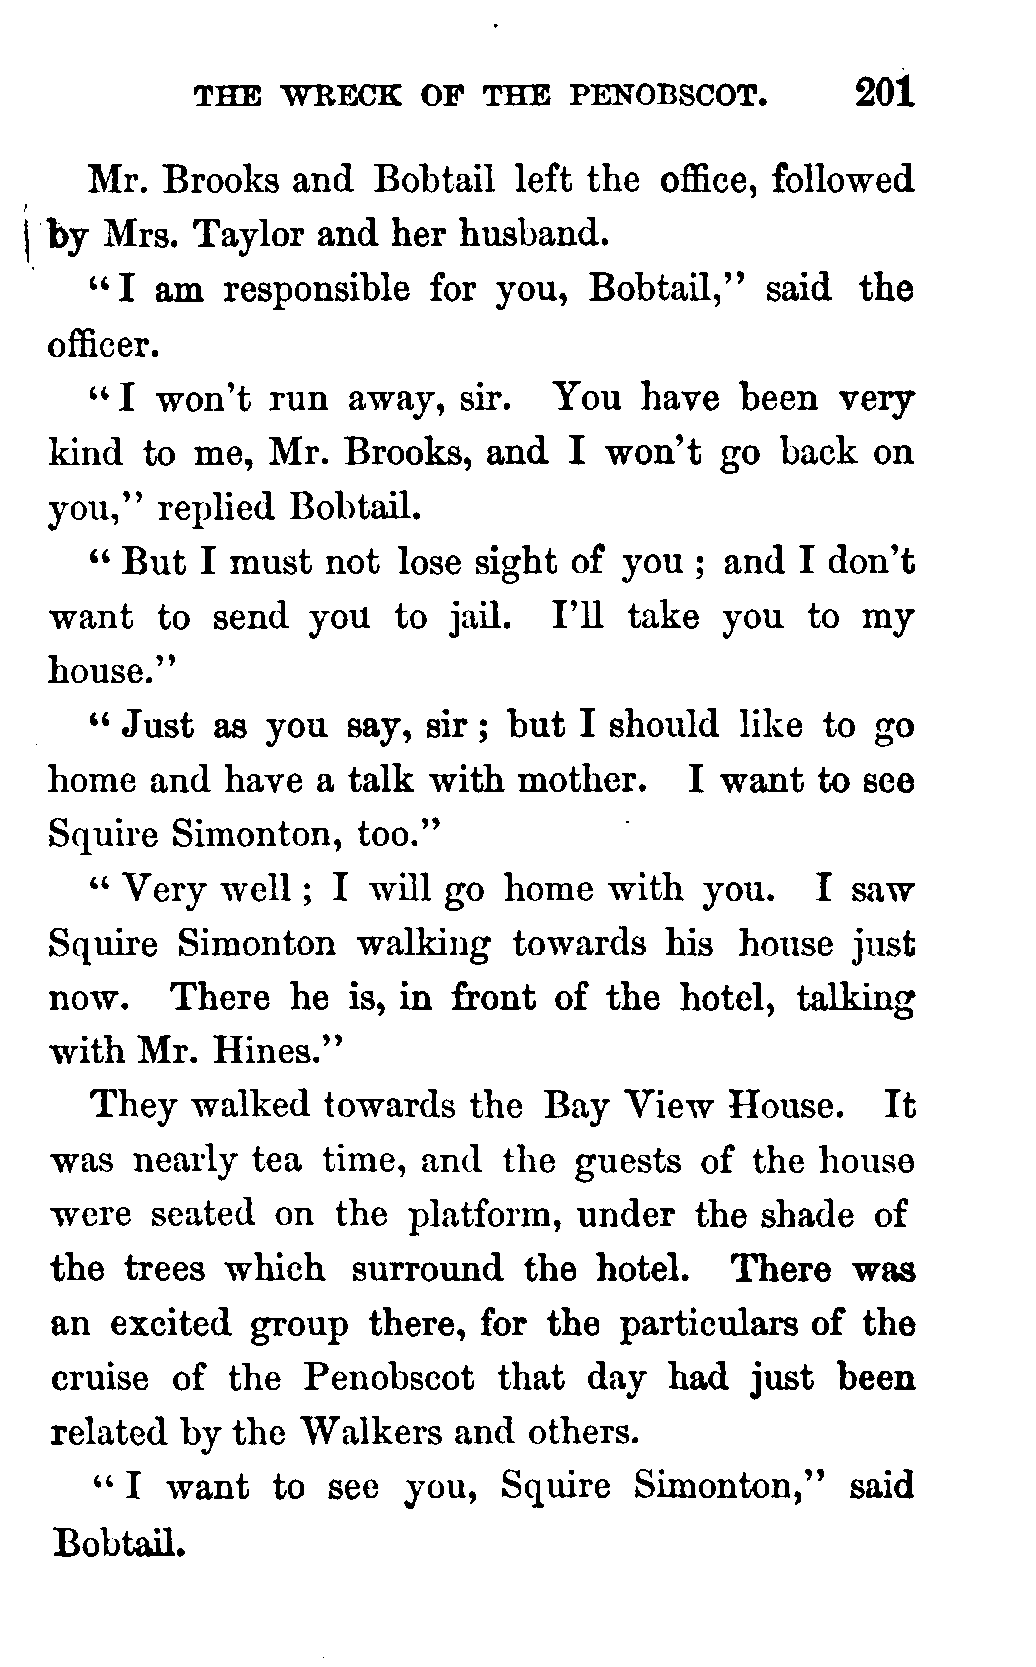 THE WRECK OF THE PENOBSCOT. 201
Mr. Brooks and Bobtail left the office, followed
by Mrs. Taylor and her husband.
“I am responsible for you, Bobtail,” said the
officer.
“I won’t run away, sir. You have been very
kind to me, Mr. Brooks, and I won’t go back on
you,” replied Bobtail.
“But I must not lose sight of you; and I don’t
want to send you to jail. I’ll take you to my
house.”
“Just as you say, sir; but I should like to go
home and have a talk with mother. I want to see
Squire Simonton, too.”
“Very well; I will go home with you. I saw
Squire Simonton walking towards his house just
now. There he is, in front of the hotel, talking
with Mr. Hines.”
They walked towards the Bay View House. It
was nearly tea time, and the guests of the house
were seated on the platform, under the shade of
the trees which surround the hotel. There was
an excited group there, for the particulars of the
cruise of the Penobscot that day had just been
related by the Walkers and others.
“I want to see you, Squire Simonton,” said
Bobtail.